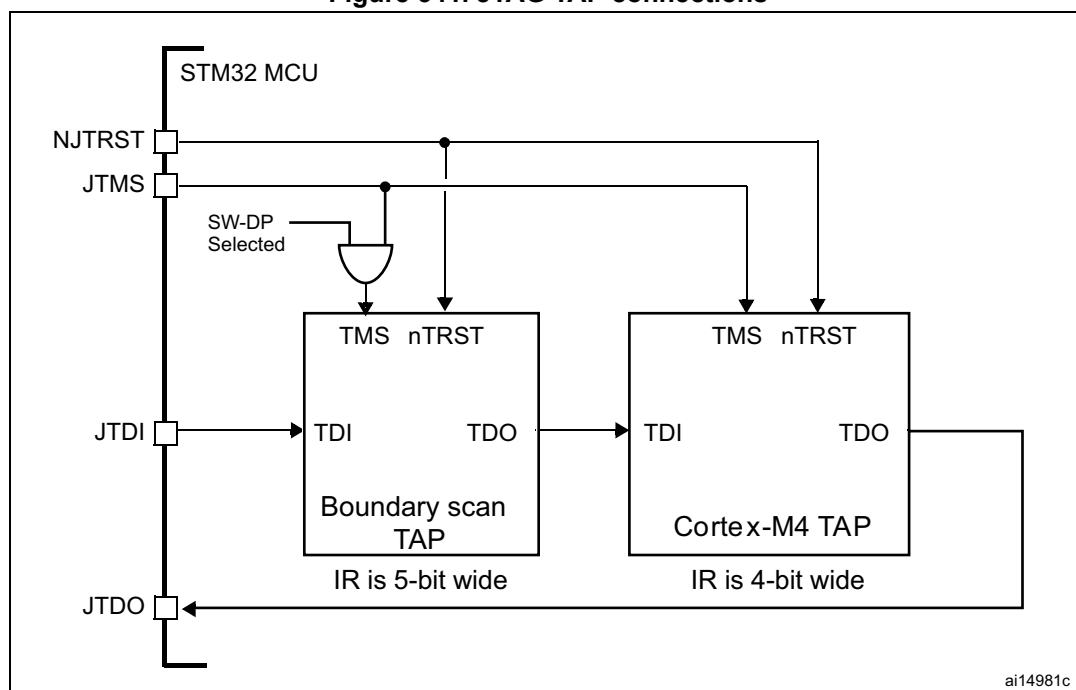 STM32 MCU
NJTRST
JTMS
SW-DP
Selected
TMS nTRST
TMS nTRST
JTDI
TDI
TDO
TDI
TDO
Boundary scan
TAP
Cortex-M4 TAP
IR is 5-bit wide
IR is 4-bit wide
JTDO
ai14981c